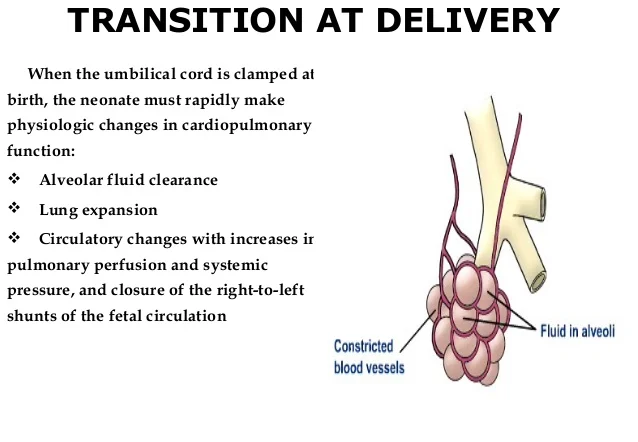 TRANSITION AT DELIVERY
When the umbilical cord is clamped at
birth, the neonate must rapidly make
physiologic changes in cardiopulmonary
function:
❖ Alveolar fluid clearance
❖ Lung expansion
❖ Circulatory changes with increases in
pulmonary perfusion and systemic
pressure, and closure of the right-to-left
shunts of the fetal circulation
Fluid in alveoli
Constricted
blood vessels